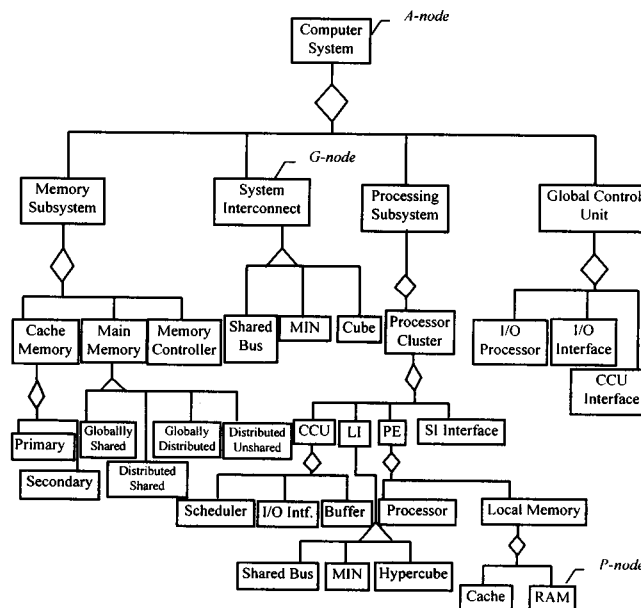 A-node
Computer
System
G-node
Memory
Subsystem
System
Interconnect
Processing
Subsystem
Global Control
Unit
Cache
Memory
Main
Memory
Memory
Controller
Shared
Bus
MIN
Cube
Processor
Cluster
I/O
Processor
I/O
Interface
CCU
Interface
Primary
Secondary
Globallly
Shared
Distributed
Shared
Globally
Distributed
Distributed
Unshared
CCU
LI
PE
SI Interface
Scheduler
I/O Intf.
Buffer
Processor
Local Memory
Shared Bus
MIN
Hypercube
Cache
RAM
P-node